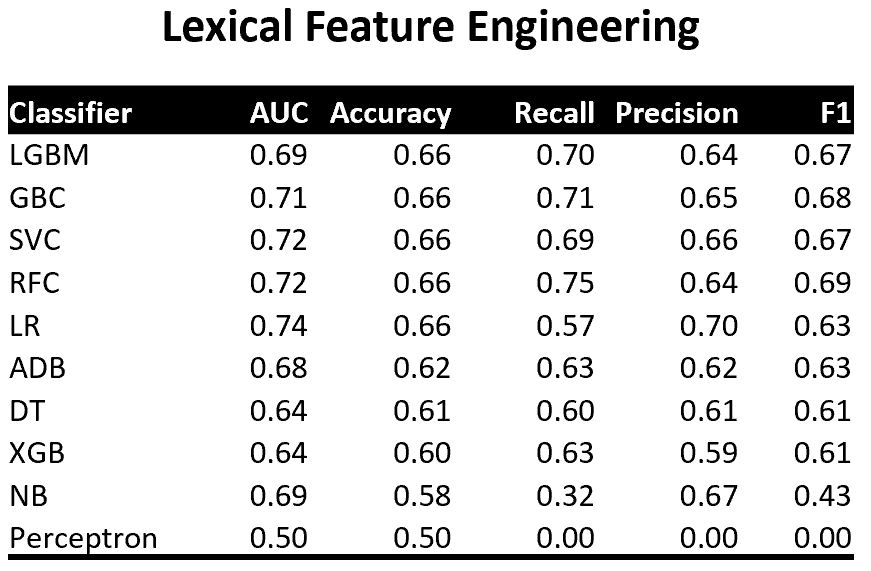 Lexical Feature Engineering
Classifier AUC Accuracy Recall Precision F1
LGBM 0.69 0.66 0.70 0.64 0.67
GBC 0.71 0.66 0.71 0.65 0.68
SVC 0.72 0.66 0.69 0.66 0.67
RFC 0.72 0.66 0.75 0.64 0.69
LR 0.74 0.66 0.57 0.70 0.63
ADB 0.68 0.62 0.63 0.62 0.63
DT 0.64 0.61 0.60 0.61 0.61
XGB 0.64 0.60 0.63 0.59 0.61
NB 0.69 0.58 0.32 0.67 0.43
Perceptron 0.50 0.50 0.00 0.00 0.00